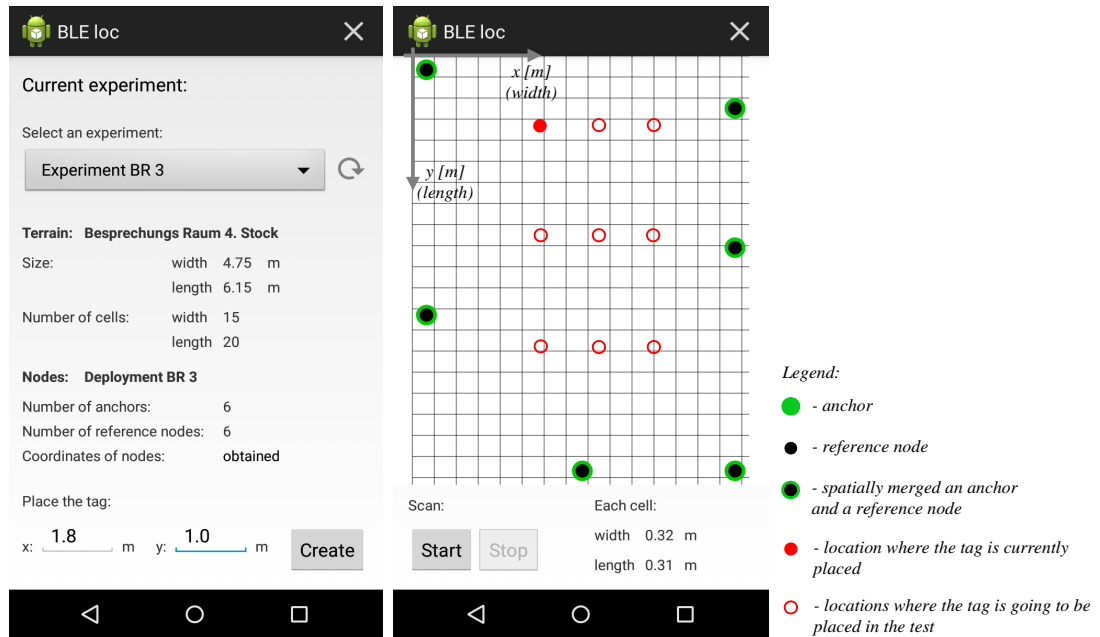 BLE loc
Current experiment:
Select an experiment:
Experiment BR 3
Terrain: Besprechungs Raum 4. Stock
Size: width 4.75 m
length 6.15 m
Number of cells: width 15
length 20
Nodes: Deployment BR 3
Number of anchors: 6
Number of reference nodes: 6
Coordinates of nodes: obtained
Place the tag:
x: 1.8 m y: 1.0 m Create
BLE loc
x [m]
(width)
y [m]
(length)
Scan: Each cell:
Start Stop width 0.32 m
length 0.31 m
Legend:
- anchor
- reference node
- spatially merged an anchor
and a reference node
- location where the tag is currently
placed
- locations where the tag is going to be
placed in the test